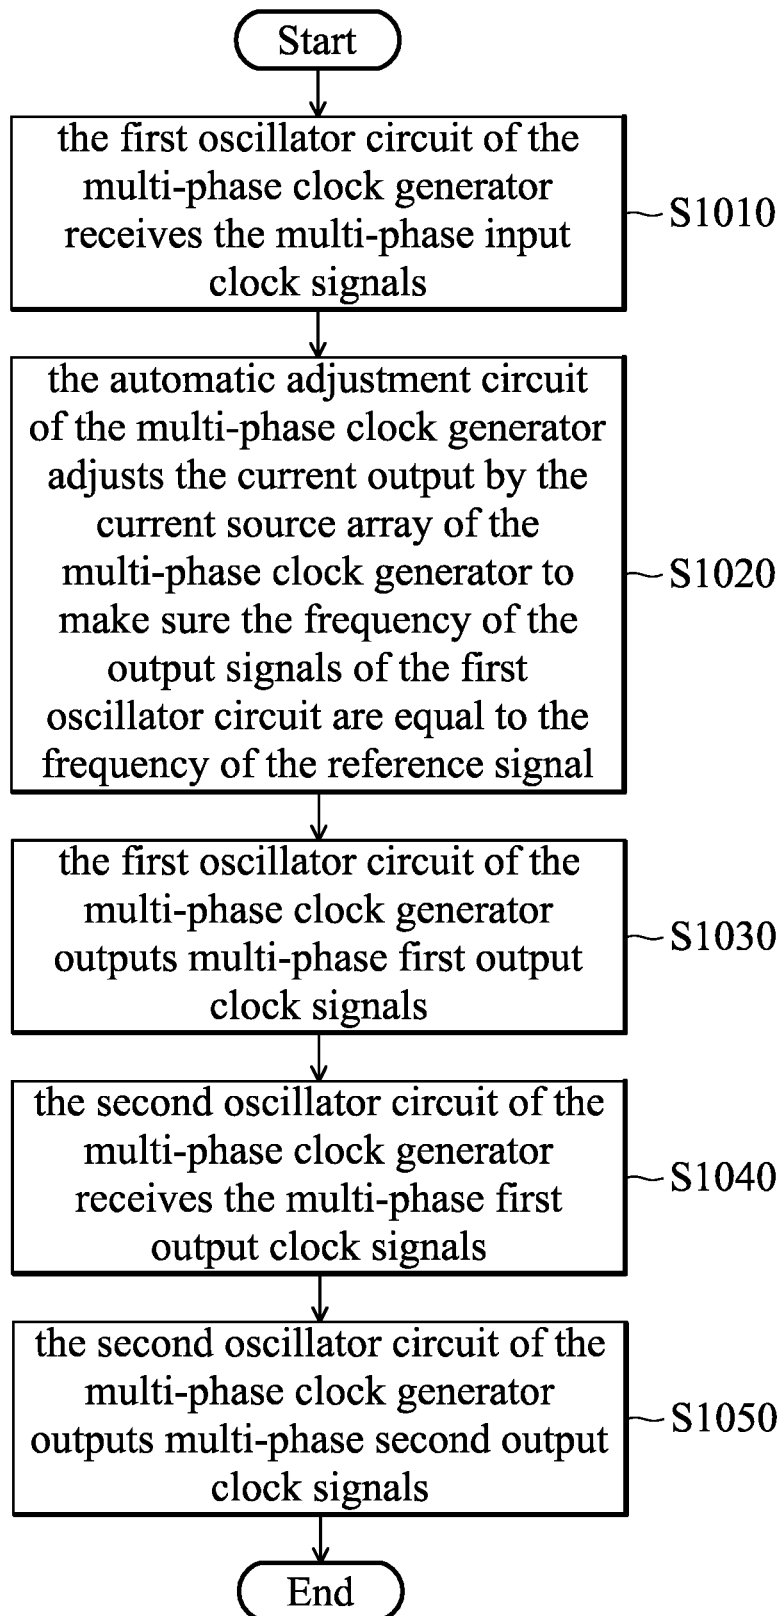 Start
the first oscillator circuit of the
multi-phase clock generator
receives the multi-phase input
clock signals
S1010
the automatic adjustment circuit
of the multi-phase clock generator
adjusts the current output by the
current source array of the
multi-phase clock generator to
make sure the frequency of the
output signals of the first
oscillator circuit are equal to the
frequency of the reference signal
S1020
the first oscillator circuit of the
multi-phase clock generator
outputs multi-phase first output
clock signals
S1030
the second oscillator circuit of the
multi-phase clock generator
receives the multi-phase first
output clock signals
S1040
the second oscillator circuit of the
multi-phase clock generator
outputs multi-phase second output
clock signals
S1050
End